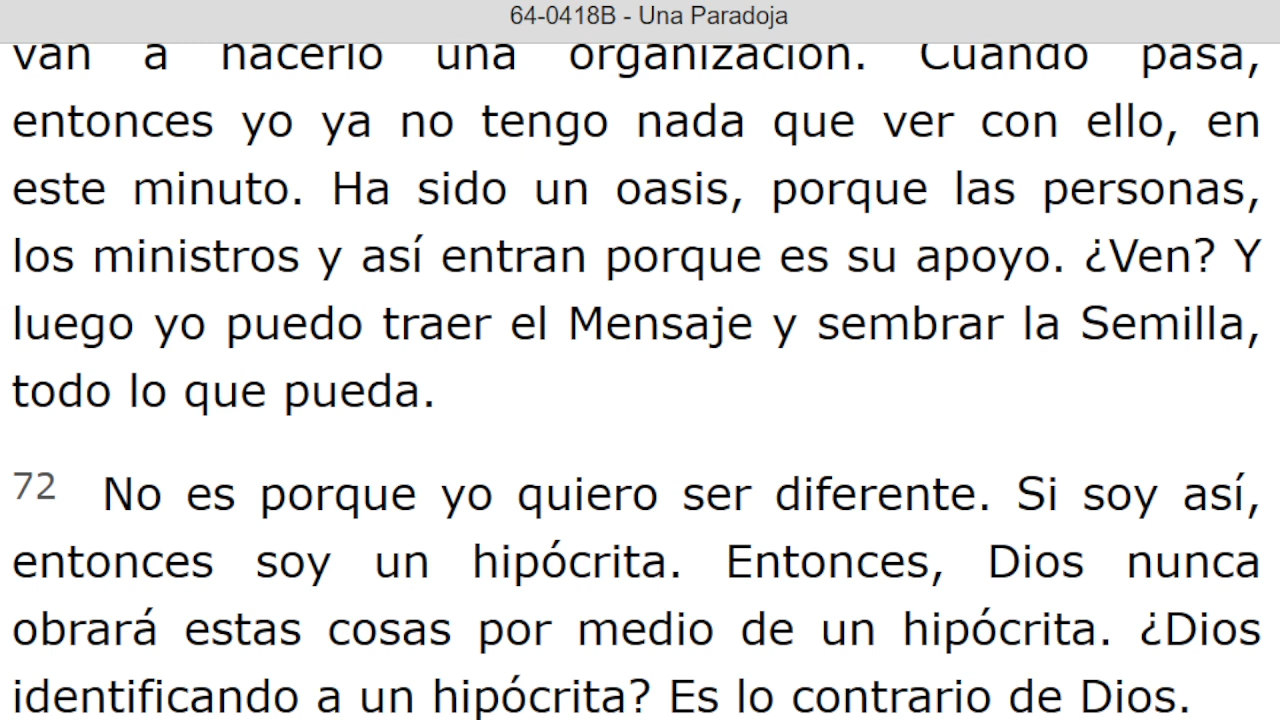 64-0418B - Una Paradoja
van a hacerlo una organización. Cuando pasa,
entonces yo ya no tengo nada que ver con ello, en
este minuto. Ha sido un oasis, porque las personas,
los ministros y así entran porque es su apoyo. ¿Ven? Y
luego yo puedo traer el Mensaje y sembrar la Semilla,
todo lo que pueda.
72 No es porque yo quiero ser diferente. Si soy así,
entonces soy un hipócrita. Entonces, Dios nunca
obrará estas cosas por medio de un hipócrita. ¿Dios
identificando a un hipócrita? Es lo contrario de Dios.